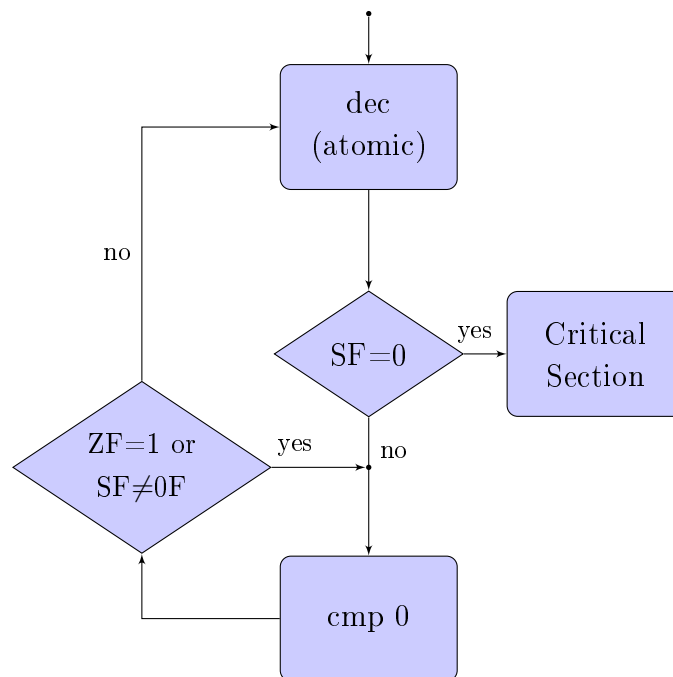 dec
(atomic)
no
SF=0
yes
Critical
Section
ZF=1 or
SF≠0F
yes
no
cmp 0